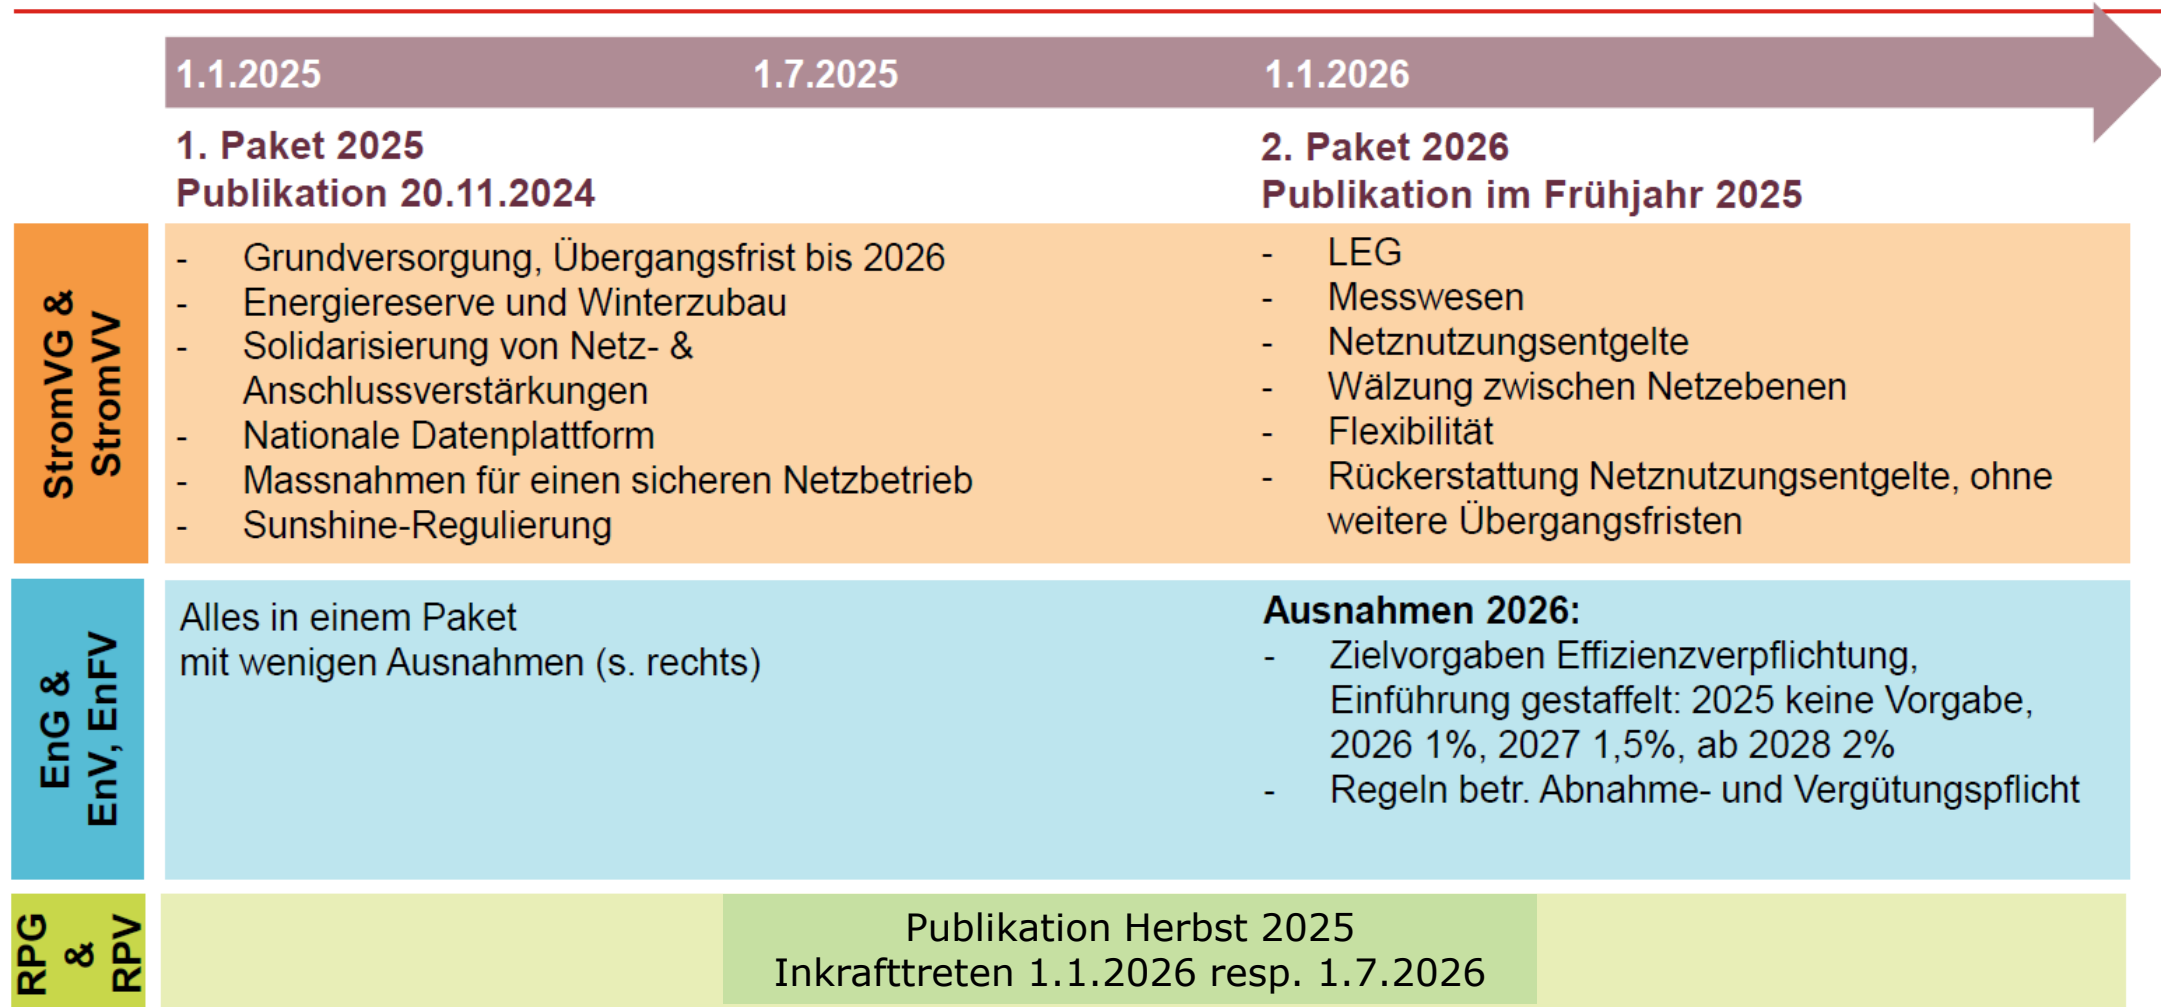 1.1.2025
1.7.2025
1.1.2026
1. Paket 2025
Publikation 20.11.2024
2. Paket 2026
Publikation im Frühjahr 2025
StromVG &
StromVV
- Grundversorgung, Übergangsfrist bis 2026
- Energiereserve und Winterzubau
- Solidarisierung von Netz- &
Anschlussverstärkungen
- Nationale Datenplattform
- Massnahmen für einen sicheren Netzbetrieb
- Sunshine-Regulierung
- LEG
- Messwesen
- Netznutzungsentgelte
- Wälzung zwischen Netzebenen
- Flexibilität
- Rückerstattung Netznutzungsentgelte, ohne
weitere Übergangsfristen
EnG &
EnV, EnFV
Alles in einem Paket
mit wenigen Ausnahmen (s. rechts)
Ausnahmen 2026:
- Zielvorgaben Effizienzverpflichtung,
Einführung gestaffelt: 2025 keine Vorgabe,
2026 1%, 2027 1,5%, ab 2028 2%
- Regeln betr. Abnahme- und Vergütungspflicht
RPG
&
RPV
Publikation Herbst 2025
Inkrafttreten 1.1.2026 resp. 1.7.2026